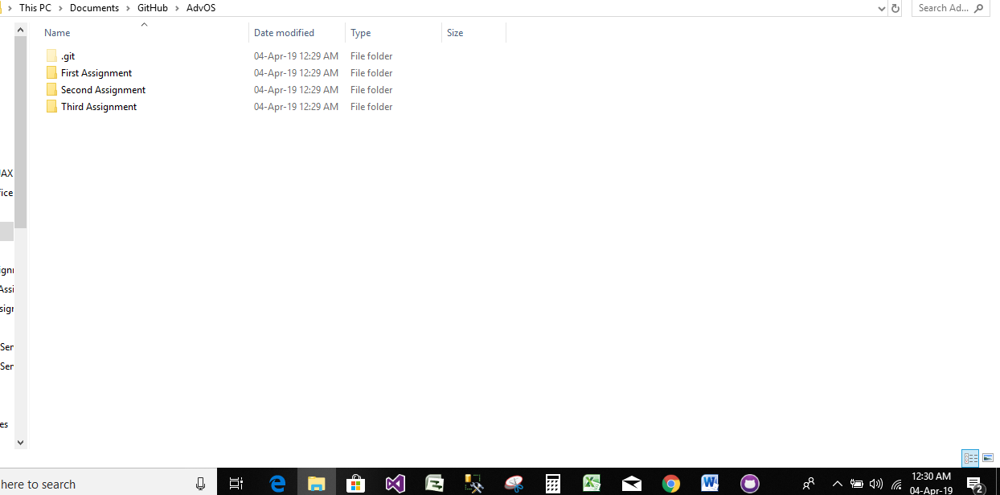 This PC > Documents > GitHub > AdvOS
Search Ad...
Name Date modified Type Size
.git 04-Apr-19 12:29 AM File folder
First Assignment 04-Apr-19 12:29 AM File folder
Second Assignment 04-Apr-19 12:29 AM File folder
Third Assignment 04-Apr-19 12:29 AM File folder
AX
fice
ignm
Assi
sign
Ser
Ser
es
here to search
12:30 AM
04-Apr-19
2